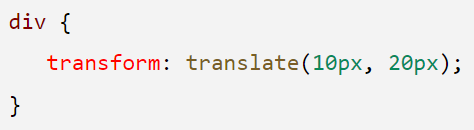 div {
   transform: translate(10px, 20px);
}